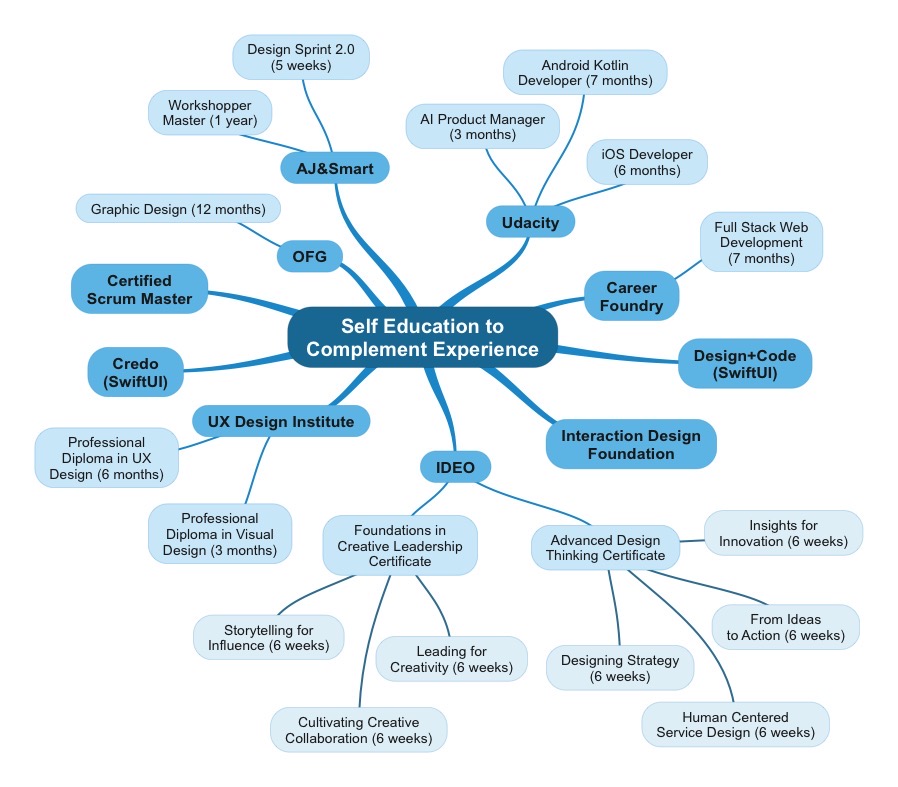 Design Sprint 2.0
(5 weeks)
Android Kotlin
Developer (7 months)
Workshopper
Master (1 year)
AI Product Manager
(3 months)
AJ&Smart
iOS Developer
(6 months)
Graphic Design (12 months)
Udacity
Full Stack Web
Development
(7 months)
OFG
Certified
Scrum Master
Career
Foundry
Self Education to
Complement Experience
Credo
(SwiftUI)
Design+Code
(SwiftUI)
UX Design Institute
Interaction Design
Foundation
Professional
Diploma in UX
Design (6 months)
IDEO
Professional
Diploma in Visual
Design (3 months)
Foundations in
Creative Leadership
Certificate
Advanced Design
Thinking Certificate
Insights for
Innovation (6 weeks)
Storytelling for
Influence (6 weeks)
Leading for
Creativity (6 weeks)
Designing Strategy
(6 weeks)
From Ideas
to Action (6 weeks)
Cultivating Creative
Collaboration (6 weeks)
Human Centered
Service Design (6 weeks)